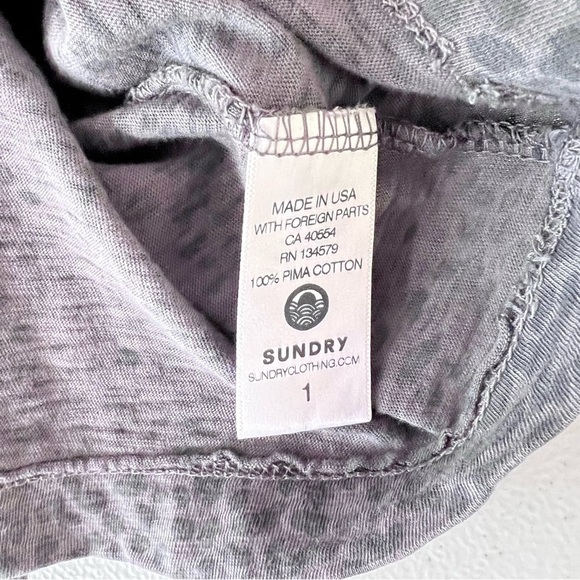 MADE IN USA
WITH FOREIGN PARTS
CA 40554
RN 134579
100% PIMA COTTON
SUNDRY
SUNDRYCLOTHING.COM
1